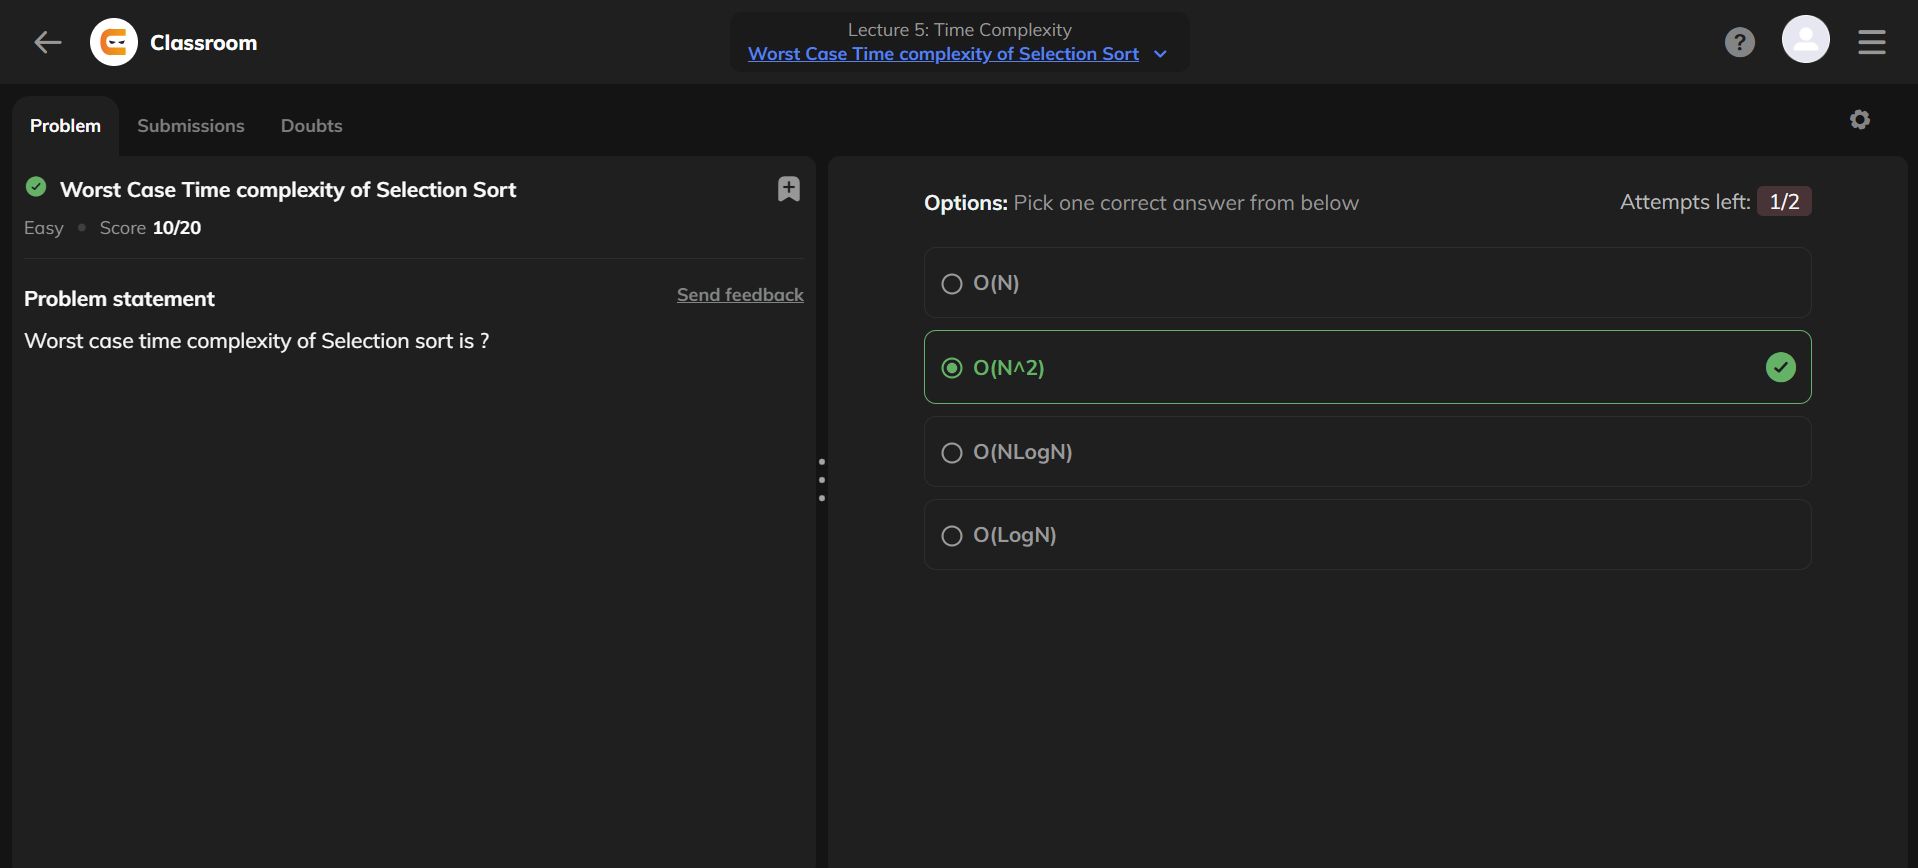 Classroom
Lecture 5: Time Complexity
Worst Case Time complexity of Selection Sort
?
Problem Submissions Doubts
Worst Case Time complexity of Selection Sort
Easy • Score 10/20
Problem statement
Send feedback
Worst case time complexity of Selection sort is ?
Options: Pick one correct answer from below
Attempts left: 1/2
O(N)
O(N^2)
O(NLogN)
O(LogN)